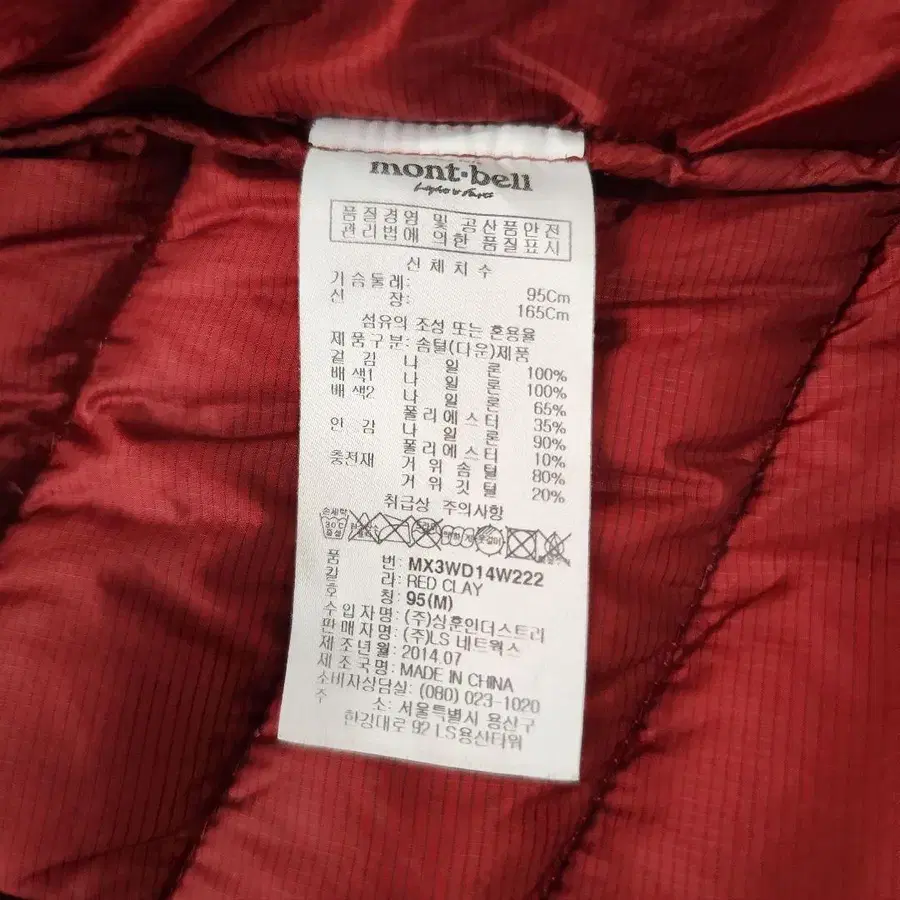 mont·bell
Light & Fast
품질경영 및 공산품안전
관리법에 의한 품질표시
신체치수
기슴둘레: 95Cm
신 장: 165Cm
섬유의 조성 또는 혼용율
제품구분: 솜털(다운)제품
겉 감 나 일 론 100%
배색1 나 일 론 100%
배색2 나 일 론 65%
폴리에스터 35%
안 감 나 일 론 90%
폴리에스터 10%
충전재 거위솜털 80%
거위깃털 20%
취급상 주의사항
손세탁
30℃
중성
품 번: MX3WD14W222
칼 라: RED CLAY
호 칭: 95(M)
수입자명: (주)상훈인더스트리
판매자명: (주)LS 네트웍스
제조년월: 2014.07
제조국명: MADE IN CHINA
소비자상담실: (080) 023-1020
주 소: 서울특별시 용산구
한강대로 92 LS용산타워